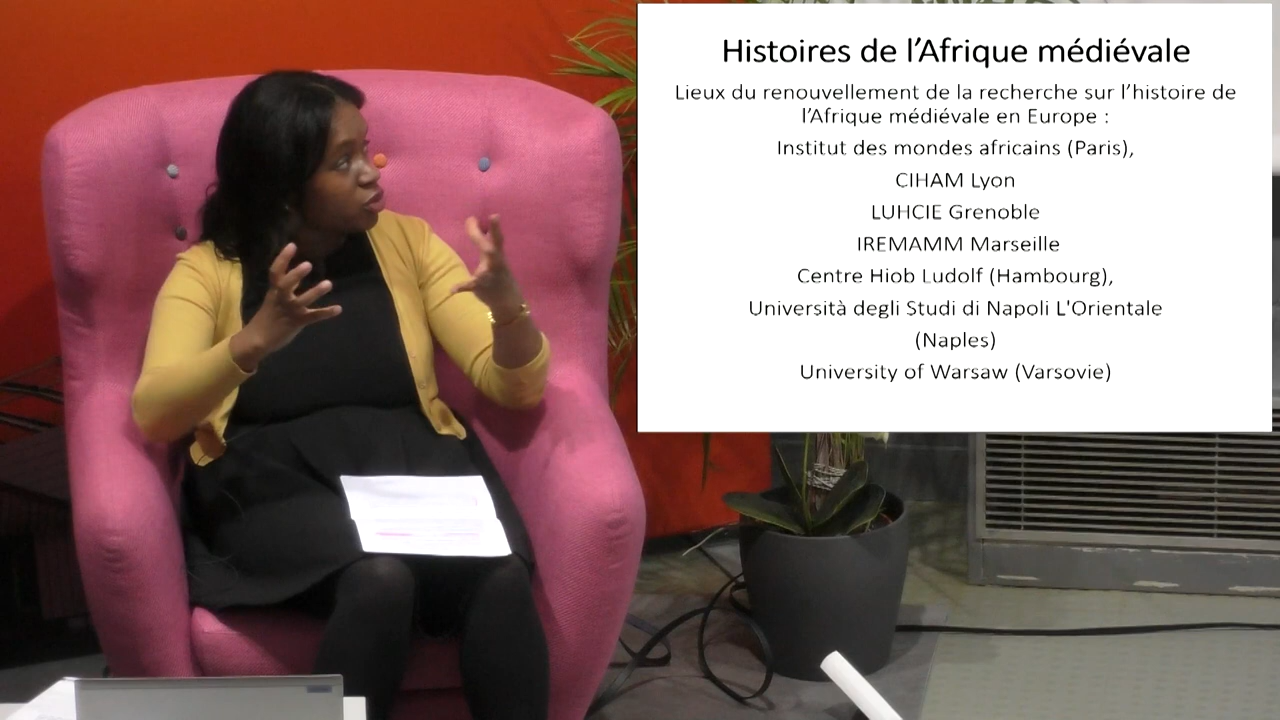 Histoires de l'Afrique médiévale
Lieux du renouvellement de la recherche sur l'histoire de
l'Afrique médiévale en Europe :
Institut des mondes africains (Paris),
CIHAM Lyon
LUHCIE Grenoble
IREMAMM Marseille
Centre Hiob Ludolf (Hambourg),
Università degli Studi di Napoli L'Orientale
(Naples)
University of Warsaw (Varsovie)